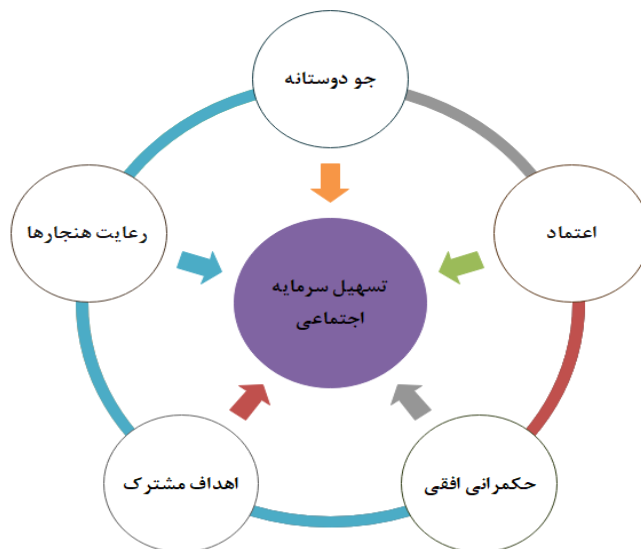 جو دوستانه
رعایت هنجارها
اعتماد
تسهیل سرمایه
اجتماعی
اهداف مشترک
حکمرانی افقی